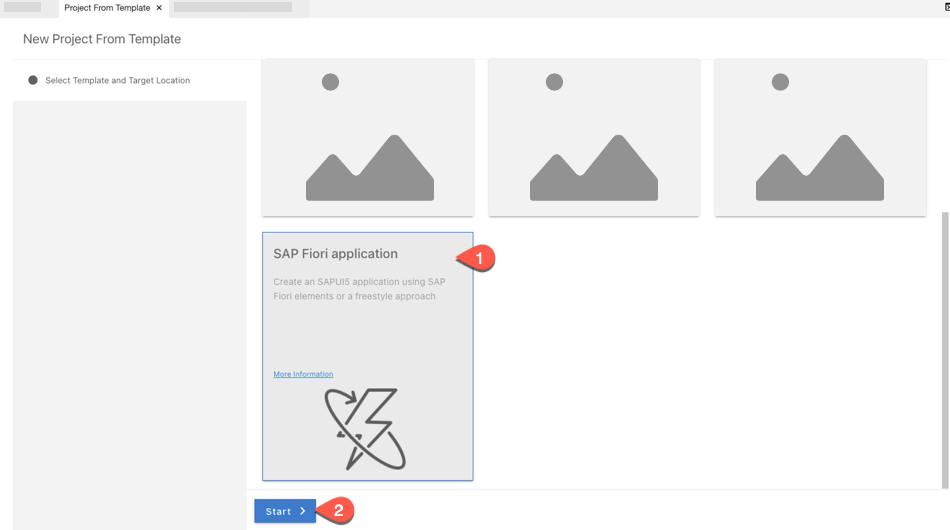 Project From Template ×
New Project From Template
Select Template and Target Location
SAP Fiori application
1
Create an SAPUI5 application using SAP
Fiori elements or a freestyle approach
More Information
Start >
2